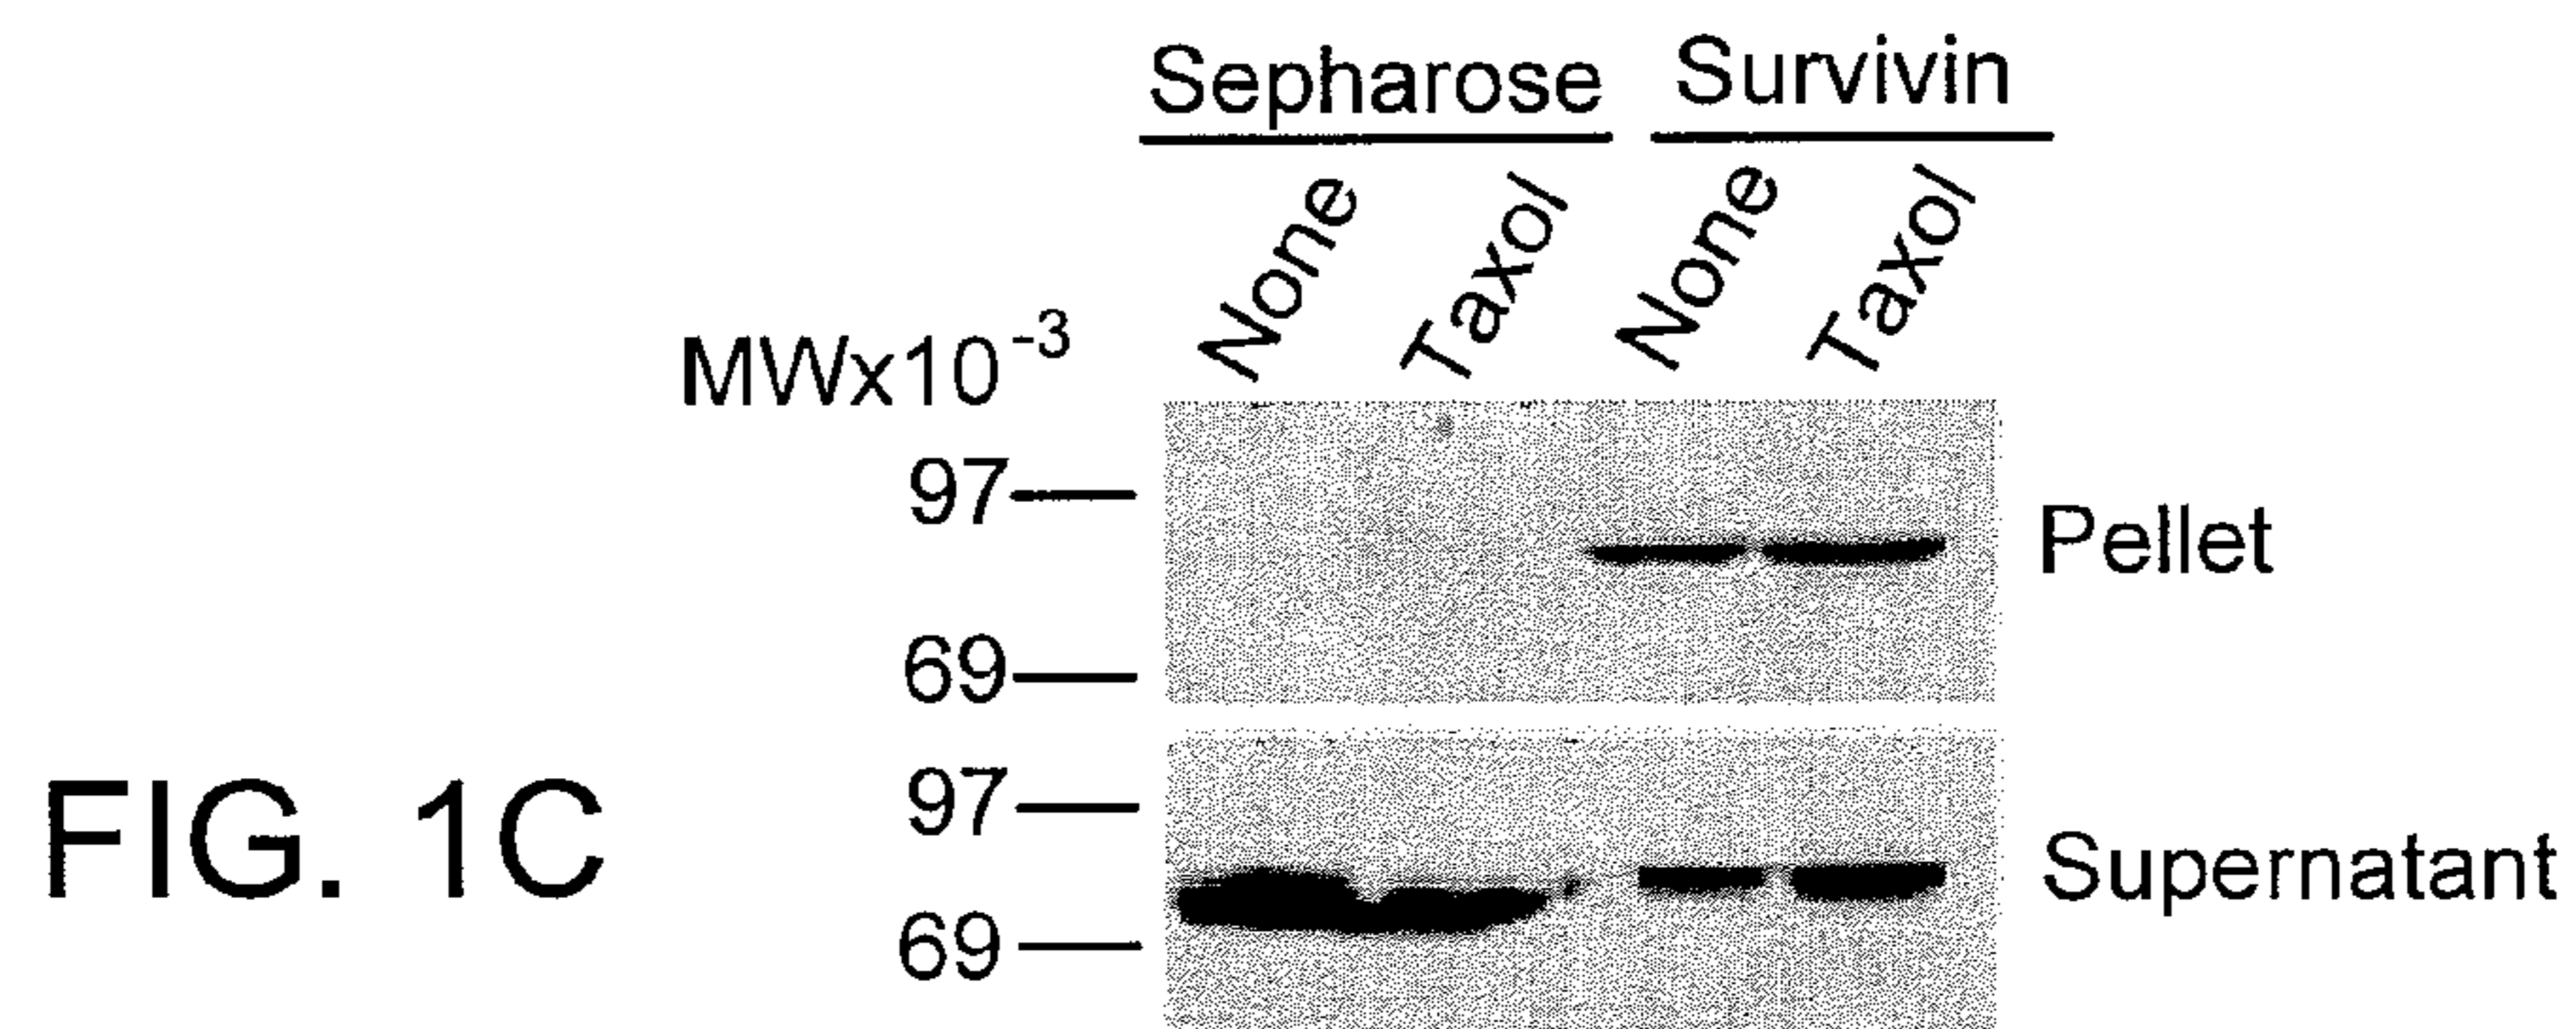 Sepharose Survivin
None Taxol None Taxol
MWx10-3
97
Pellet
69
97
FIG. 1C
Supernatant
69